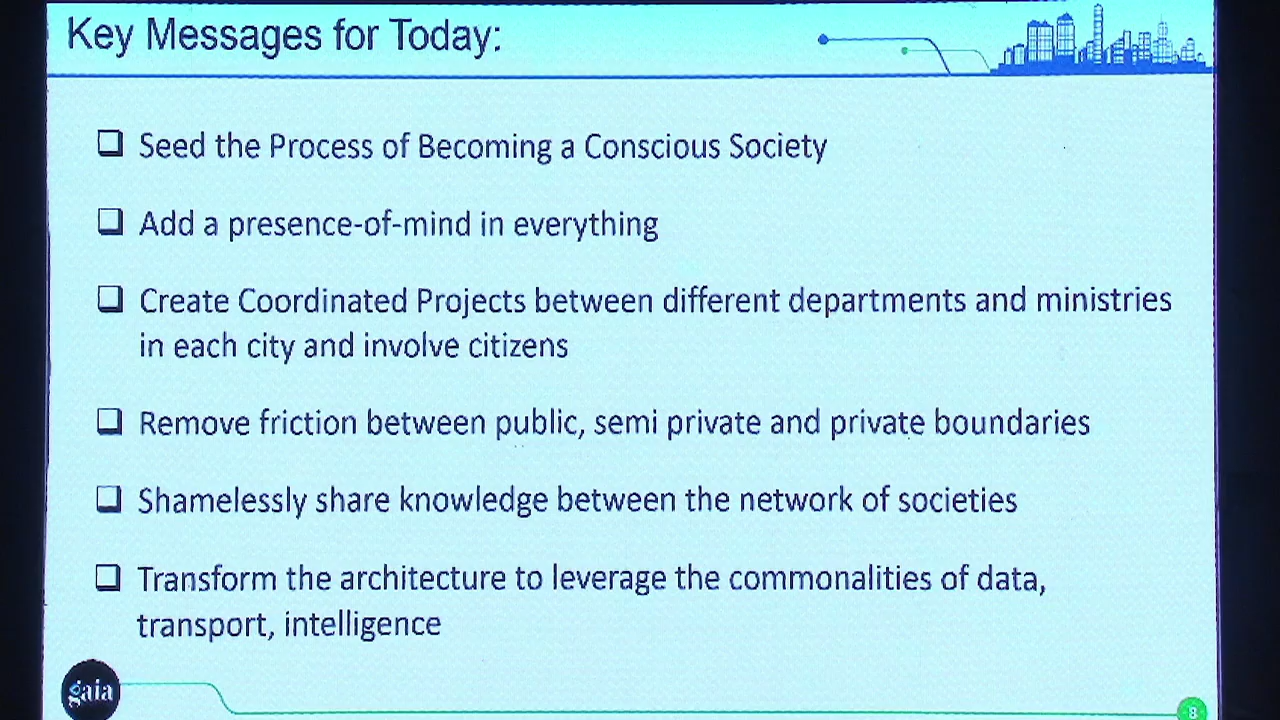 Key Messages for Today:
Seed the Process of Becoming a Conscious Society
Add a presence-of-mind in everything
Create Coordinated Projects between different departments and ministries
in each city and involve citizens
Remove friction between public, semi private and private boundaries
Shamelessly share knowledge between the network of societies
Transform the architecture to leverage the commonalities of data,
transport, intelligence
gaia
8